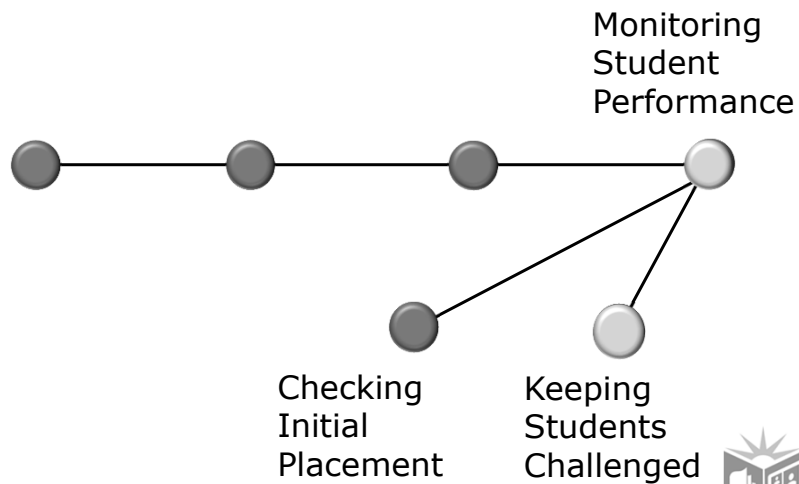 Monitoring
Student
Performance
Checking
Initial
Placement
Keeping
Students
Challenged